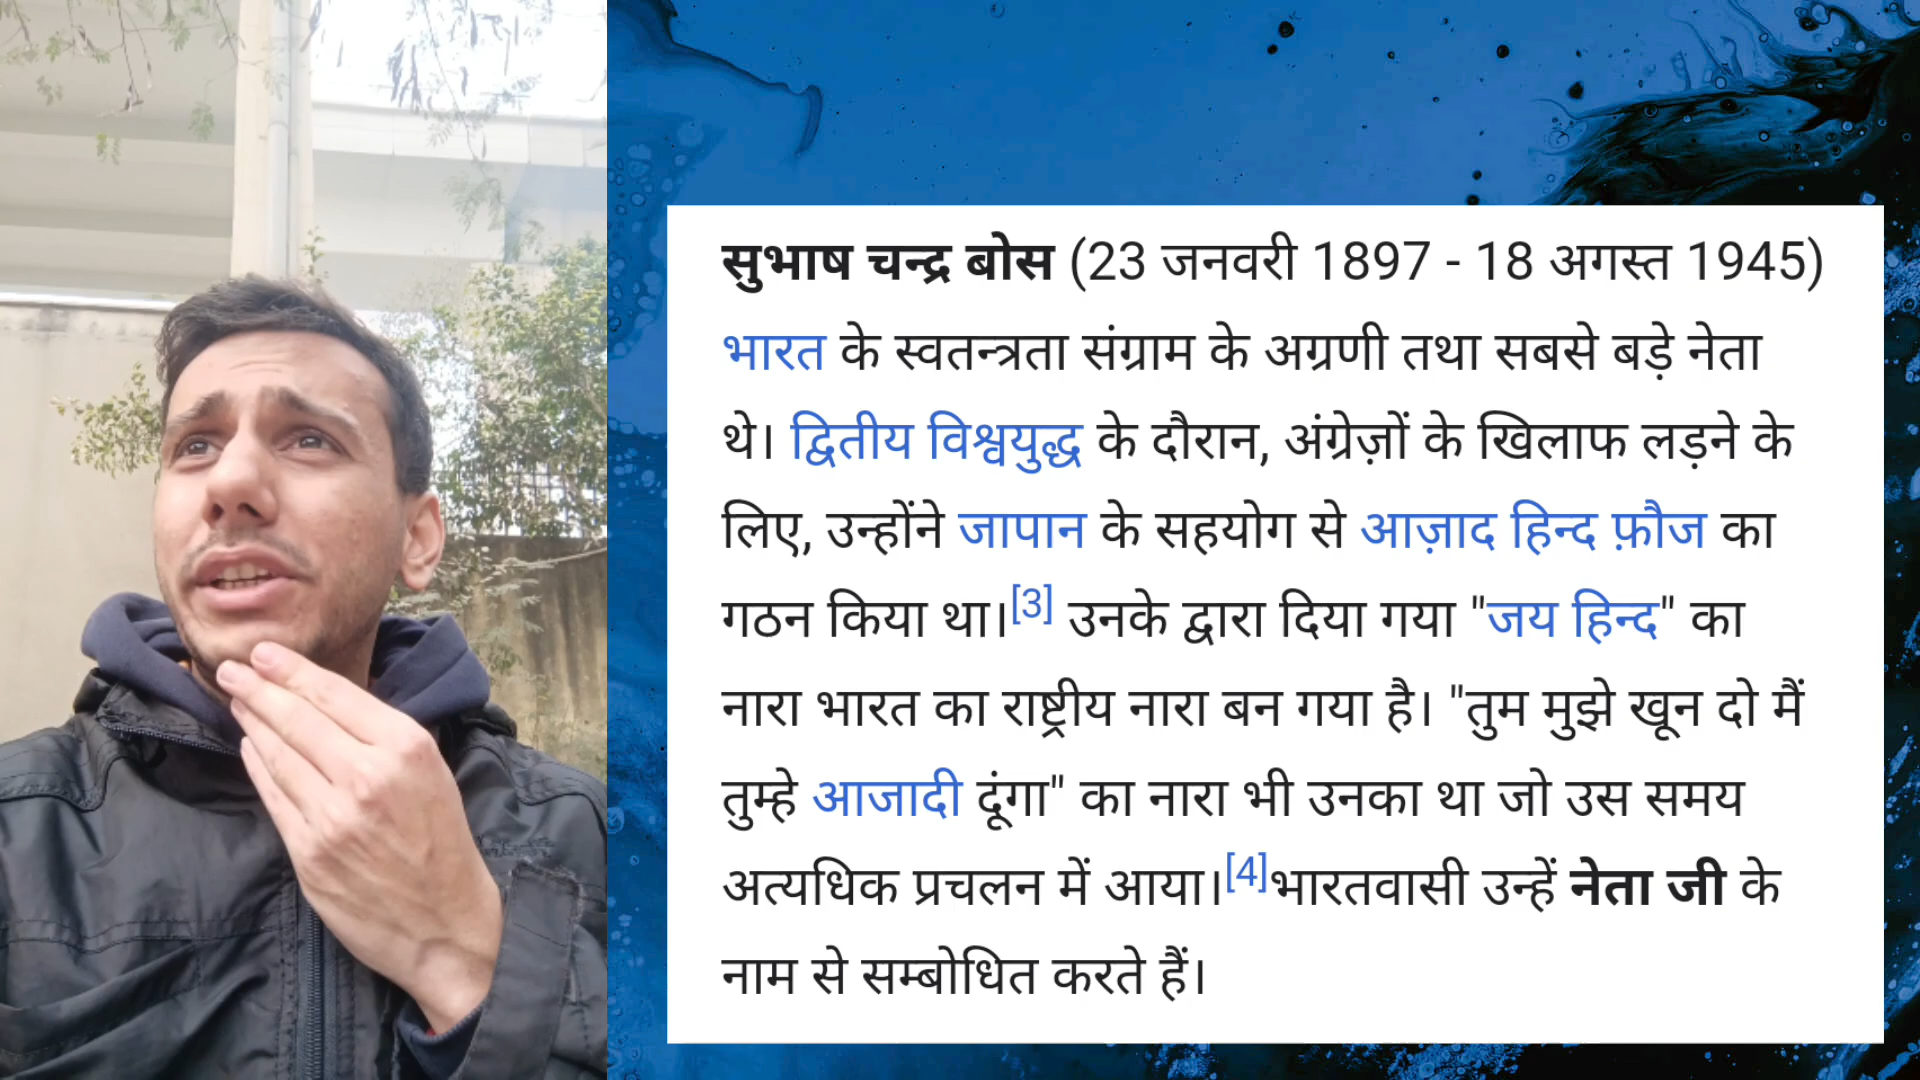 सुभाष चन्द्र बोस (23 जनवरी 1897 - 18 अगस्त 1945)
भारत के स्वतन्त्रता संग्राम के अग्रणी तथा सबसे बड़े नेता
थे। द्वितीय विश्वयुद्ध के दौरान, अंग्रेज़ों के खिलाफ लड़ने के
लिए, उन्होंने जापान के सहयोग से आज़ाद हिन्द फ़ौज का
गठन किया था।[3] उनके द्वारा दिया गया "जय हिन्द" का
नारा भारत का राष्ट्रीय नारा बन गया है। "तुम मुझे खून दो मैं
तुम्हे आजादी दूंगा" का नारा भी उनका था जो उस समय
अत्यधिक प्रचलन में आया।[4]भारतवासी उन्हें नेता जी के
नाम से सम्बोधित करते हैं।